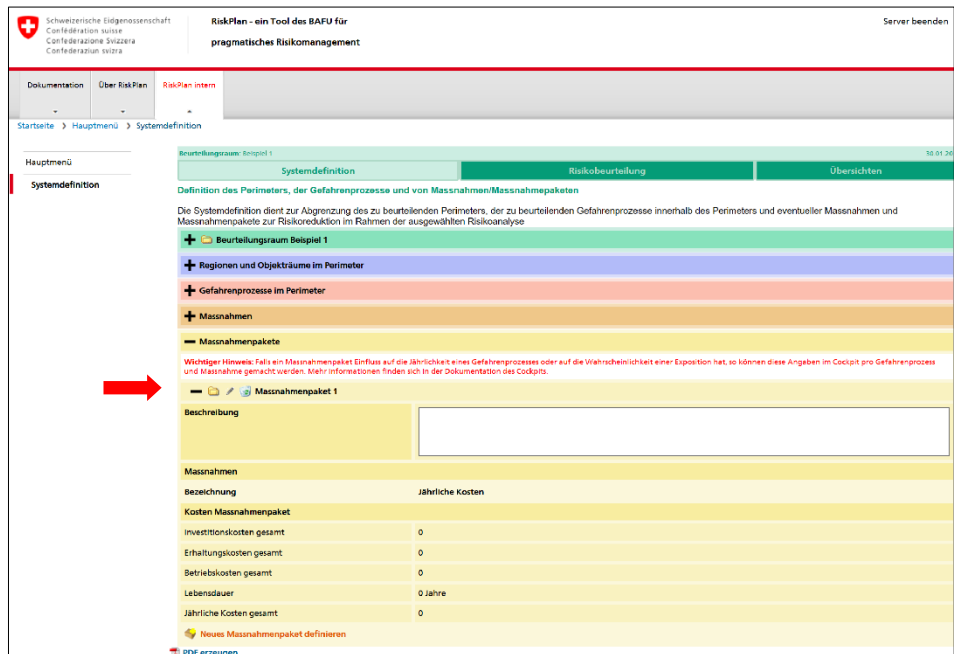 Schweizerische Eidgenossenschaft
Confédération suisse
Confederazione Svizzera
Confederaziun svizra
RiskPlan - ein Tool des BAFU für
pragmatisches Risikomanagement
Server beenden
Dokumentation
Über RiskPlan
RiskPlan intern
Startseite > Hauptmenü > Systemdefinition
Hauptmenü
Systemdefinition
Beurteilungsraum: Beispiel 1
30.01.20
Systemdefinition
Risikobeurteilung
Übersichten
Definition des Perimeters, der Gefahrenprozesse und von Massnahmen/Massnahmepaketen
Die Systemdefinition dient zur Abgrenzung des zu beurteilenden Perimeters, der zu beurteilenden Gefahrenprozesse innerhalb des Perimeters und eventueller Massnahmen und
Massnahmenpakete zur Risikoreduktion im Rahmen der ausgewählten Risikoanalyse
Beurteilungsraum Beispiel 1
Regionen und Objekträume im Perimeter
Gefahrenprozesse im Perimeter
Massnahmen
Massnahmenpakete
Wichtiger Hinweis: Falls ein Massnahmenpaket Einfluss auf die Jährlichkeit eines Gefahrenprozesses oder auf die Wahrscheinlichkeit einer Exposition hat, so können diese Angaben im Cockpit pro Gefahrenprozess
und Massnahme gemacht werden. Mehr Informationen finden sich in der Dokumentation des Cockpits.
Massnahmenpaket 1
Beschreibung
Massnahmen
Bezeichnung Jährliche Kosten
Kosten Massnahmenpaket
Investitionskosten gesamt 0
Erhaltungskosten gesamt 0
Betriebskosten gesamt 0
Lebensdauer 0 Jahre
Jährliche Kosten gesamt 0
Neues Massnahmenpaket definieren
PDF erzeugen